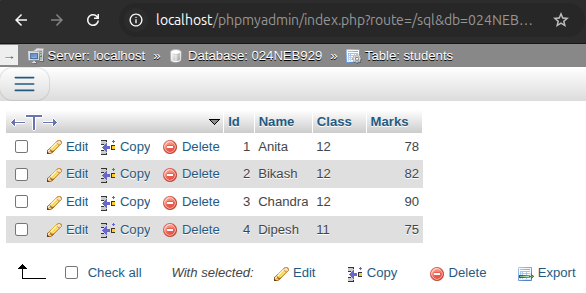 localhost/phpmyadmin/index.php?route=/sql&db=024NEB...
Server: localhost » Database: 024NEB929 » Table: students
Id Name Class Marks
Edit Copy Delete 1 Anita 12 78
Edit Copy Delete 2 Bikash 12 82
Edit Copy Delete 3 Chandra 12 90
Edit Copy Delete 4 Dipesh 11 75
Check all With selected: Edit Copy Delete Export